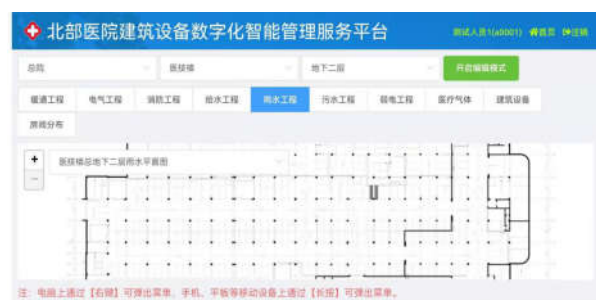 北部医院建筑设备数字化智能管理服务平台
测试人员1(a0001) 首页 注销
总院 医技楼 地下二层 开启编辑模式
暖通工程 电气工程 消防工程 给水工程 雨水工程 污水工程 弱电工程 医疗气体 建筑设备
房间分布
+ 医技楼总地下二层雨水平面图
−
注：电脑上通过【右键】可弹出菜单，手机、平板等移动设备上通过【长按】可弹出菜单。